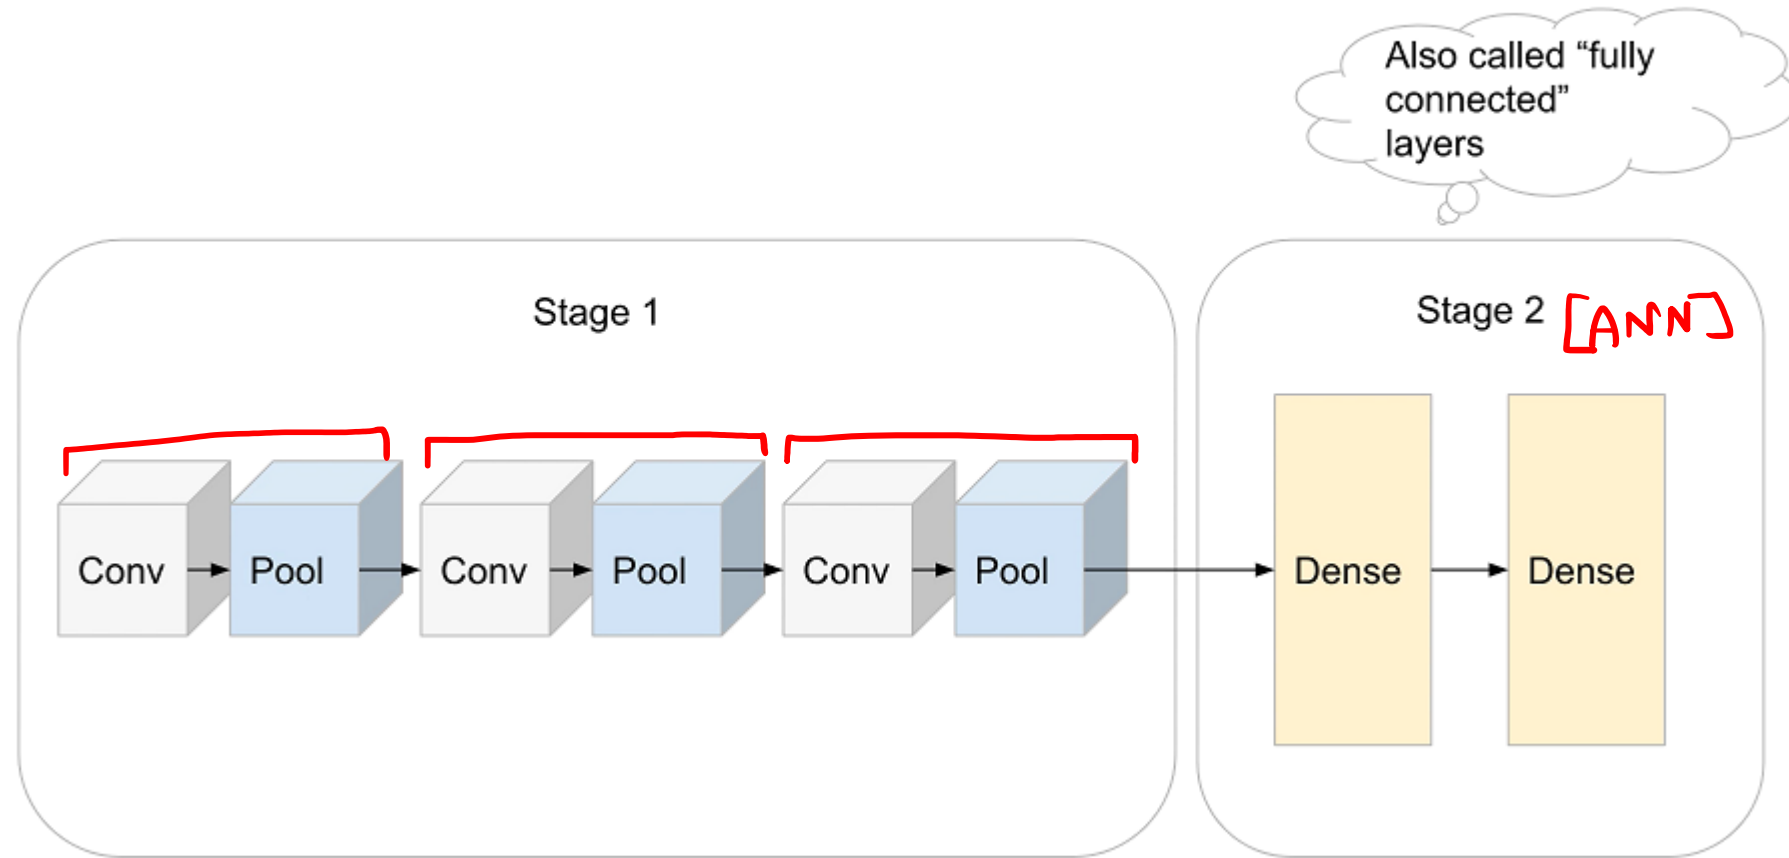 Also called “fully
connected”
layers
Stage 1
Stage 2 [ANN]
Conv
Pool
Conv
Pool
Conv
Pool
Dense
Dense